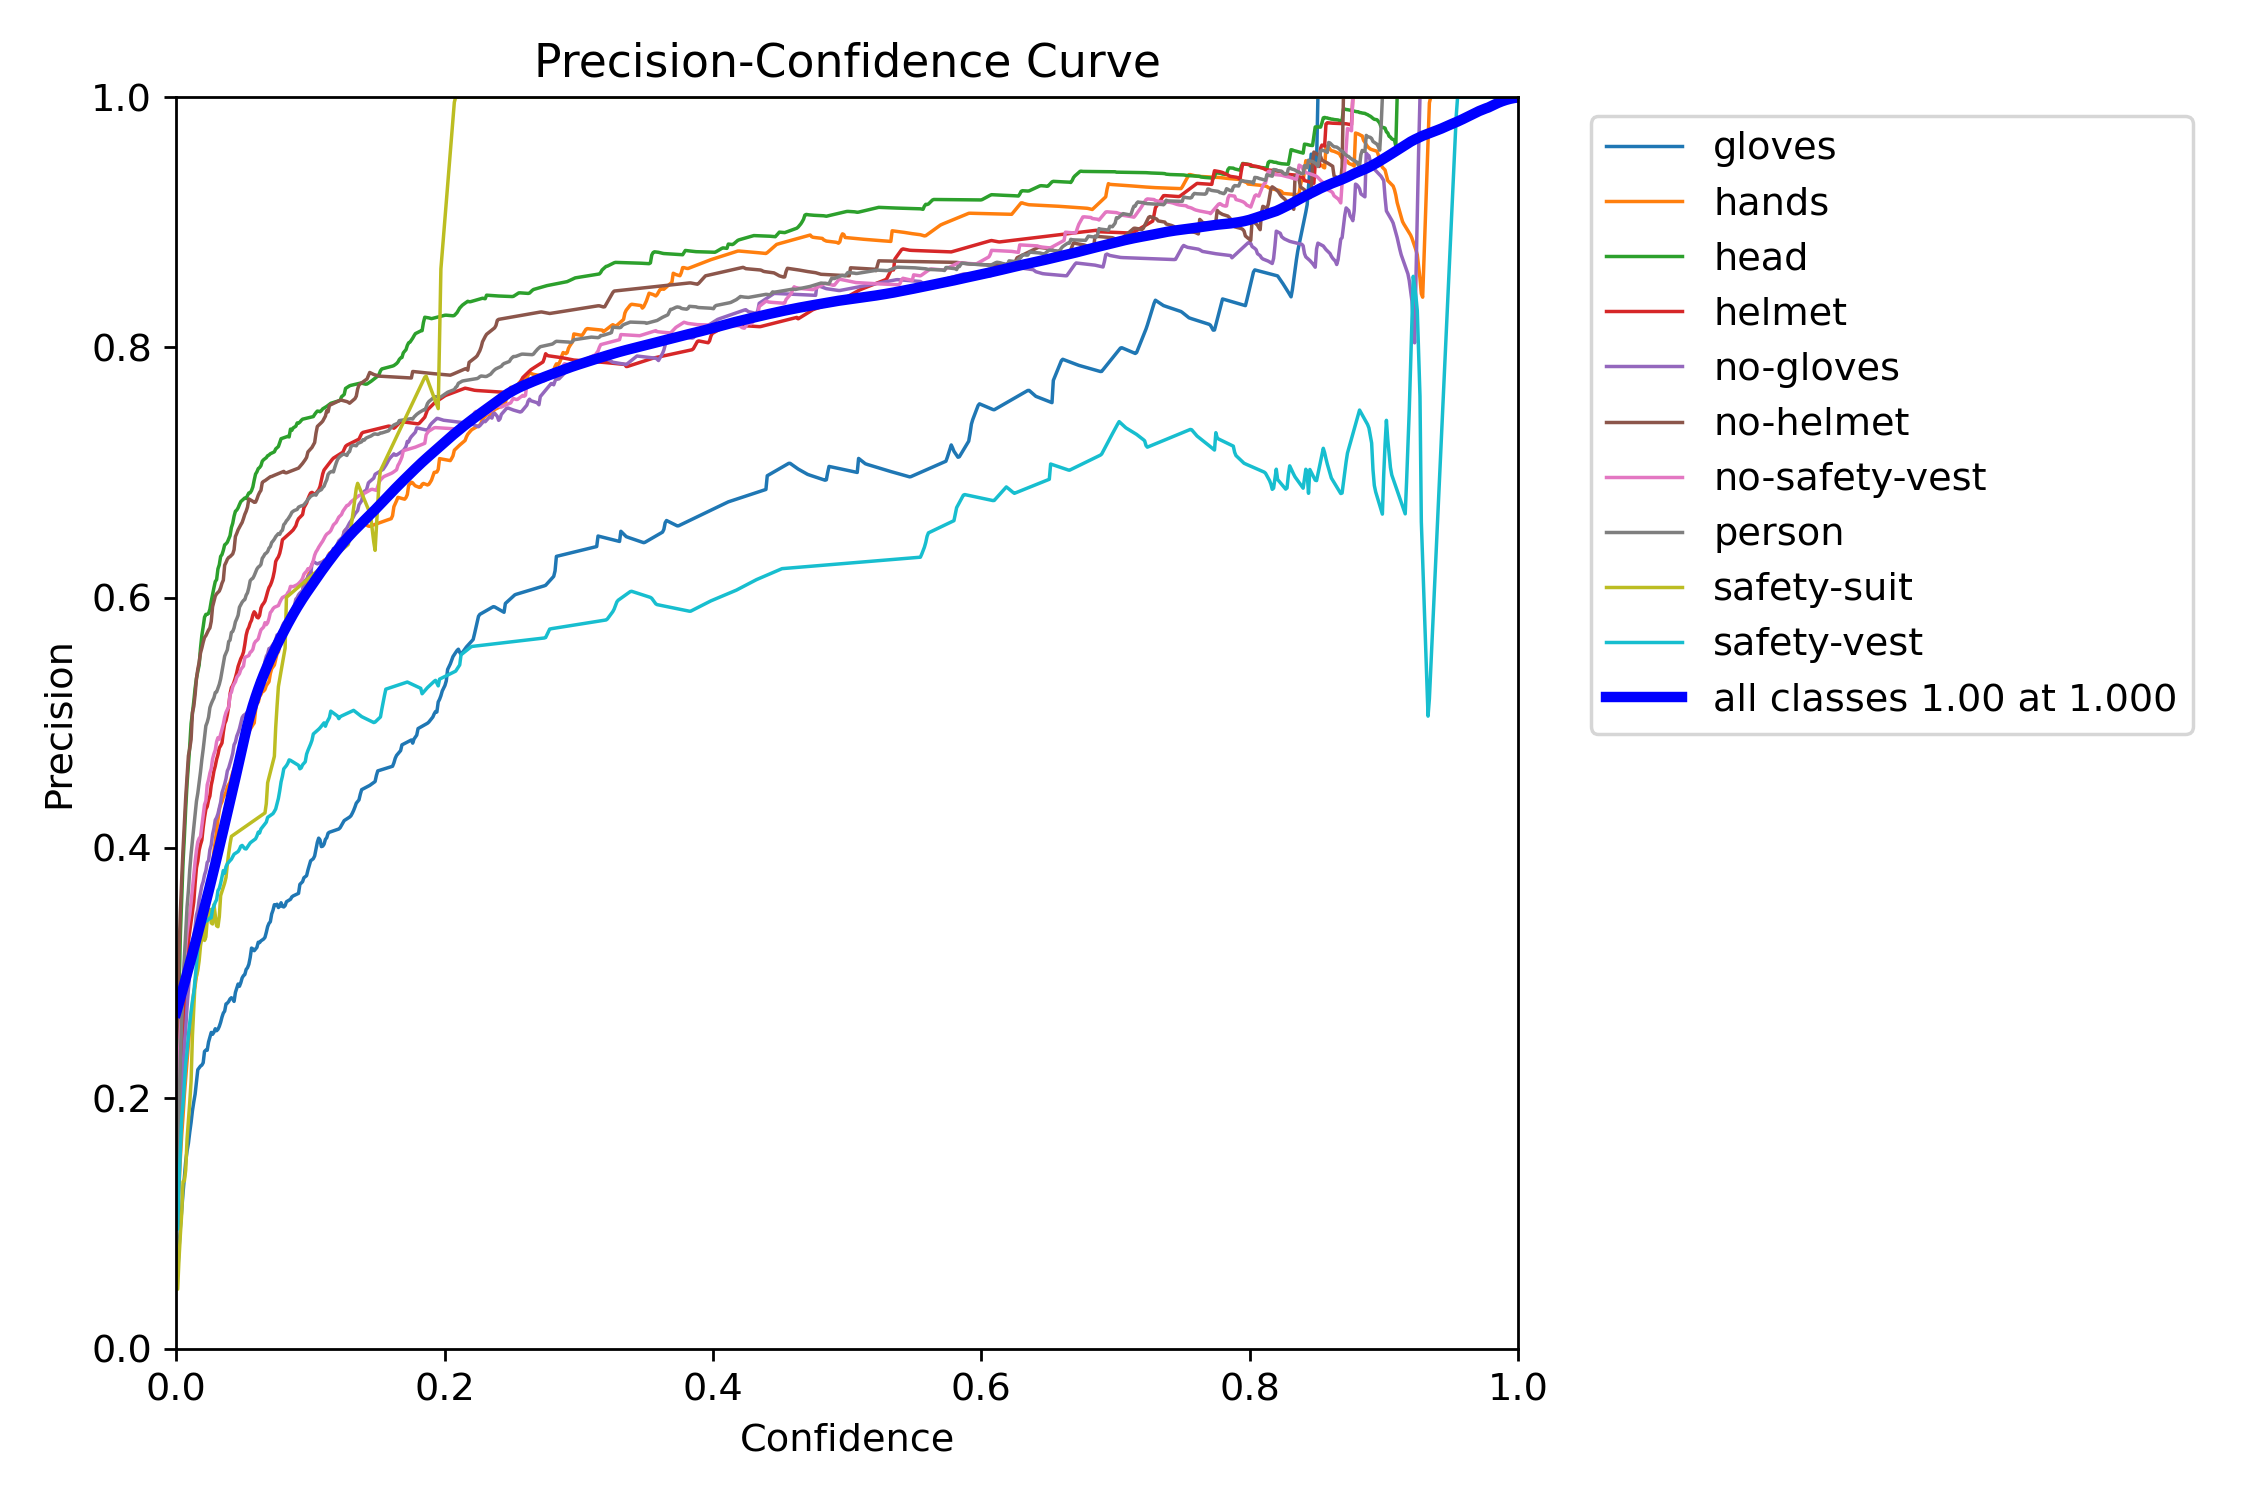 Precision-Confidence Curve
1.0
0.8
0.6
0.4
0.2
0.0
Precision
0.0 0.2 0.4 0.6 0.8 1.0
Confidence
gloves
hands
head
helmet
no-gloves
no-helmet
no-safety-vest
person
safety-suit
safety-vest
all classes 1.00 at 1.000